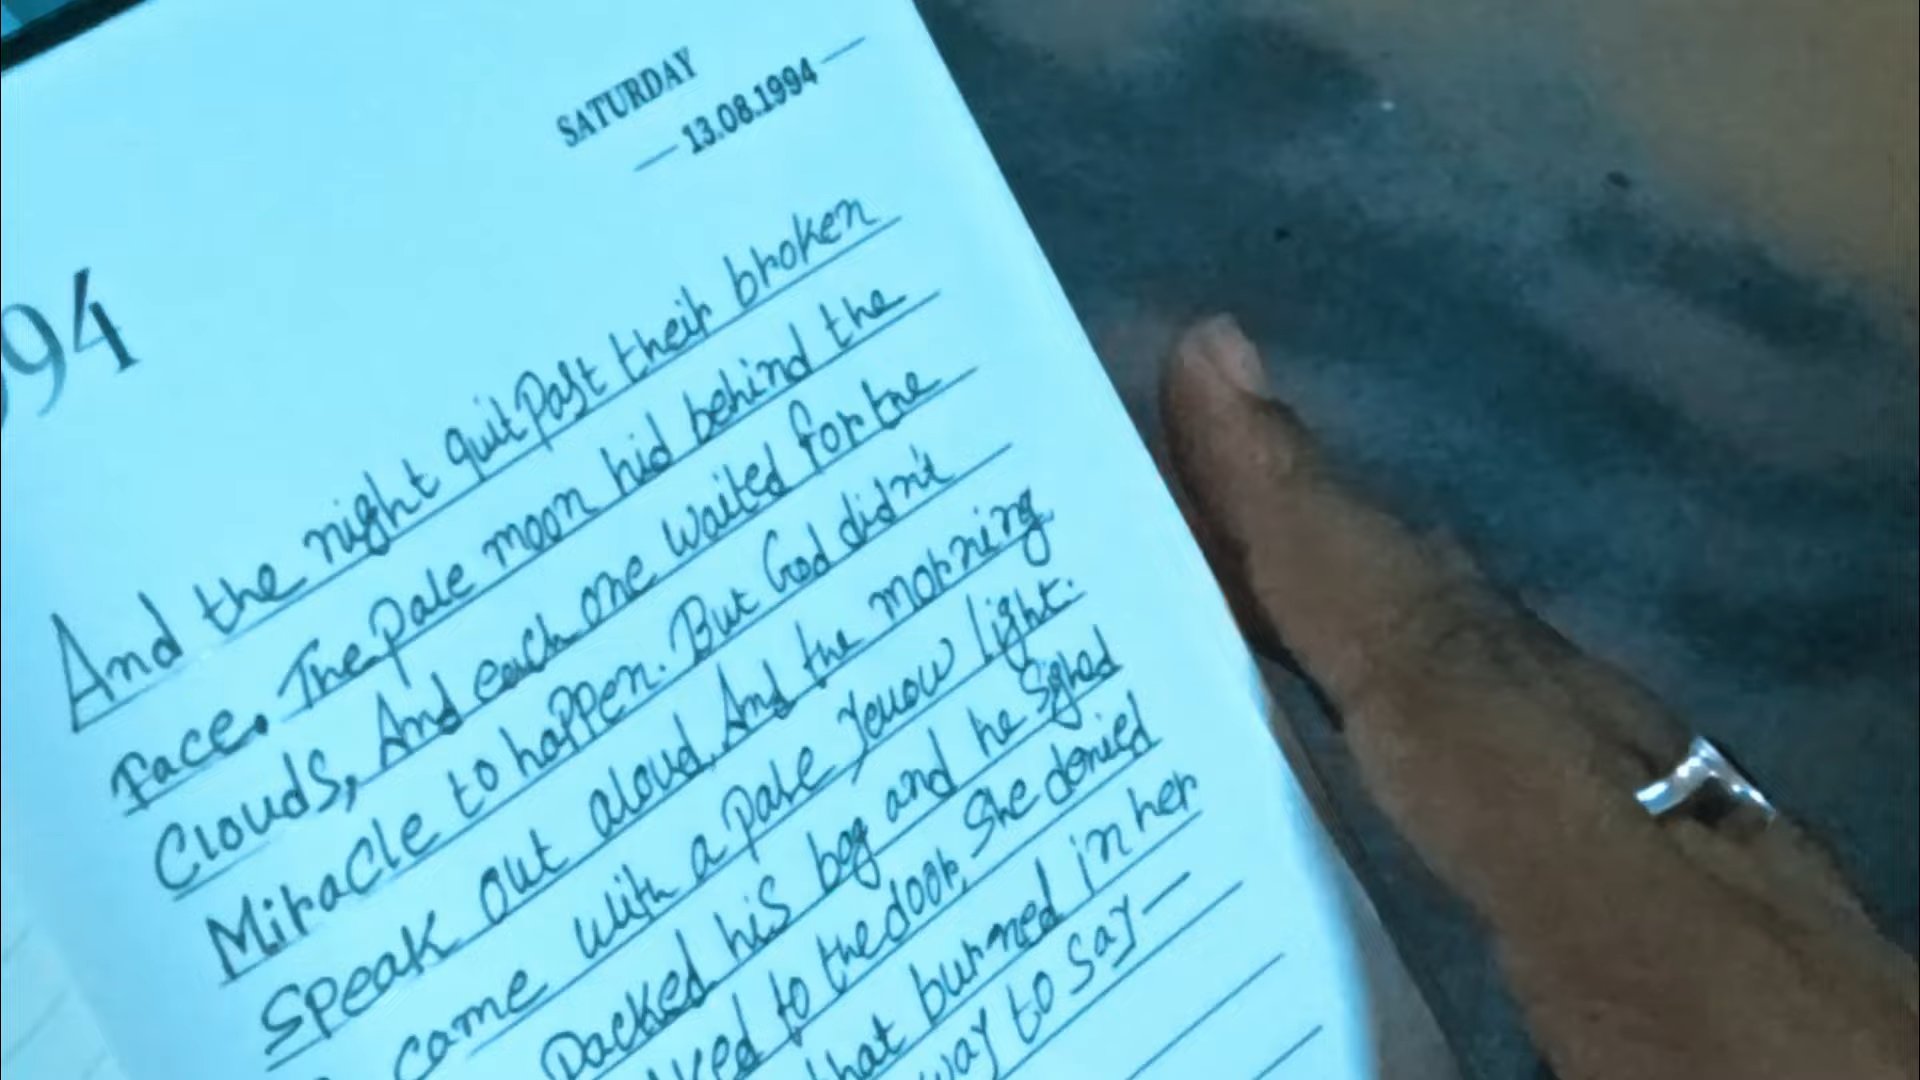 SATURDAY
— 13.08.1994 —
94
And the night quit Past their broken
Face. The Pale moon hid behind the
Clouds, And each one waited for the
Miracle to happen. But God didn't
Speak out aloud, And the morning
came with a pale yellow light.
Packed his bag and he sighed
to the door, She denied
that burned in her
way to say —